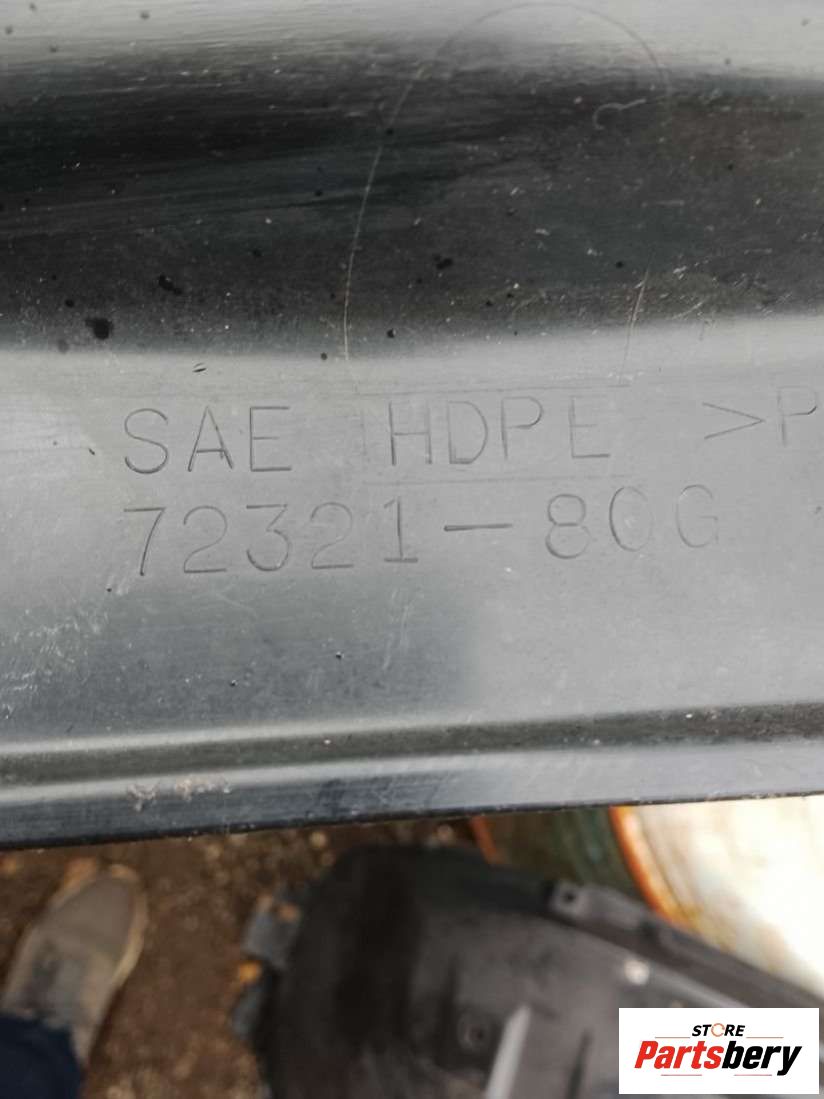 SAE HDPE >P
72321-80G
STORE
Partsbery